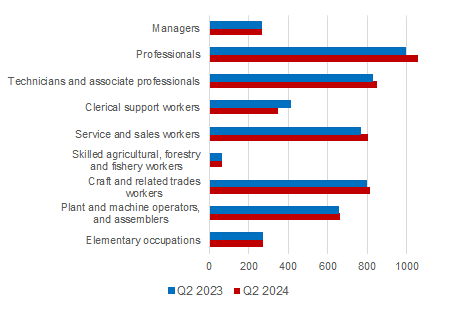 Managers
Professionals
Technicians and associate professionals
Clerical support workers
Service and sales workers
Skilled agricultural, forestry
and fishery workers
Craft and related trades
workers
Plant and machine operators,
and assemblers
Elementary occupations
0 200 400 600 800 1000
Q2 2023 Q2 2024